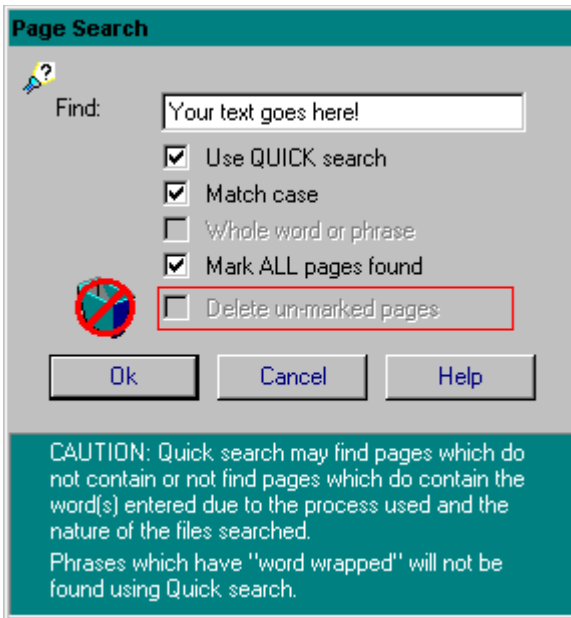 Page Search
?
Find:
Your text goes here!
Use QUICK search
Match case
Whole word or phrase
Mark ALL pages found
Delete un-marked pages
Ok Cancel Help
CAUTION: Quick search may find pages which do
not contain or not find pages which do contain the
word(s) entered due to the process used and the
nature of the files searched.
Phrases which have "word wrapped" will not be
found using Quick search.